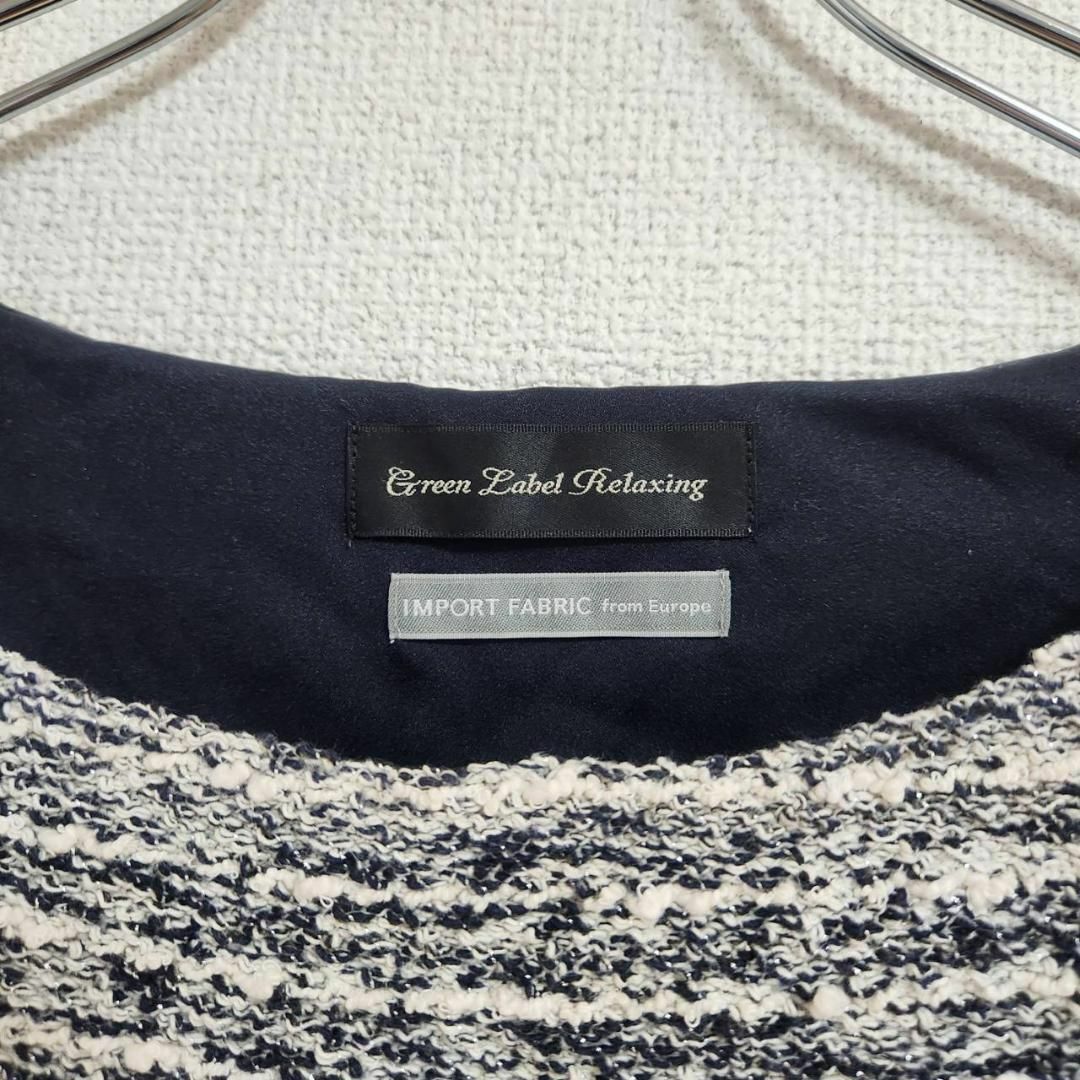 Green Label Relaxing
IMPORT FABRIC from Europe